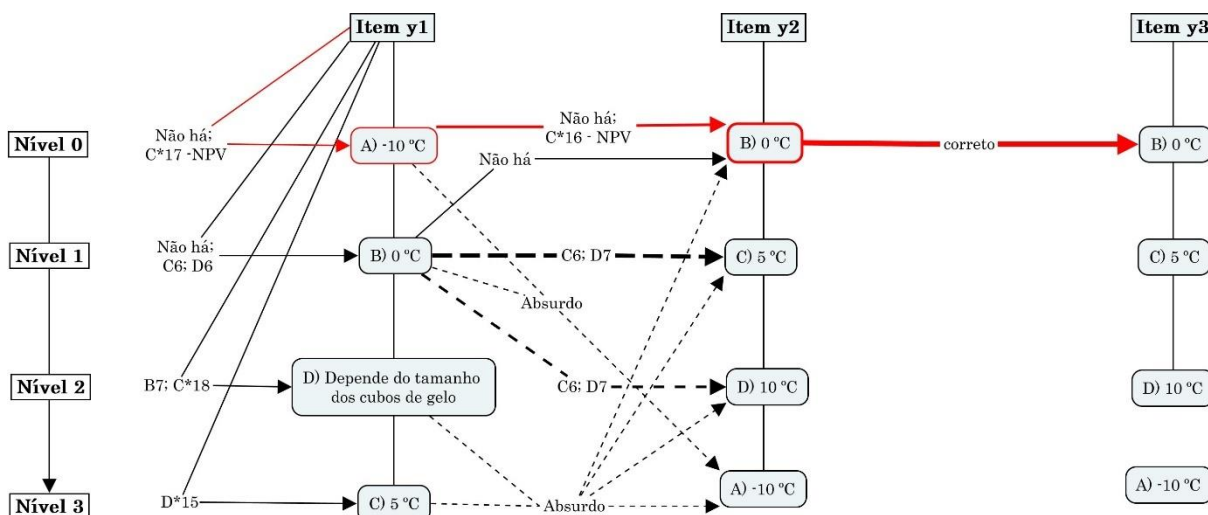 Item y1
Item y2
Item y3
Nível 0
Não há;
C*17 -NPV
A) -10 ºC
Não há;
C*16 - NPV
Não há
B) 0 ºC
correto
B) 0 ºC
Nível 1
Não há;
C6; D6
B) 0 ºC
C6; D7
C) 5 ºC
C) 5 ºC
Absurdo
Nível 2
B7; C*18
D) Depende do tamanho
dos cubos de gelo
C6; D7
D) 10 ºC
D) 10 ºC
Nível 3
D*15
C) 5 ºC
Absurdo
A) -10 ºC
A) -10 ºC